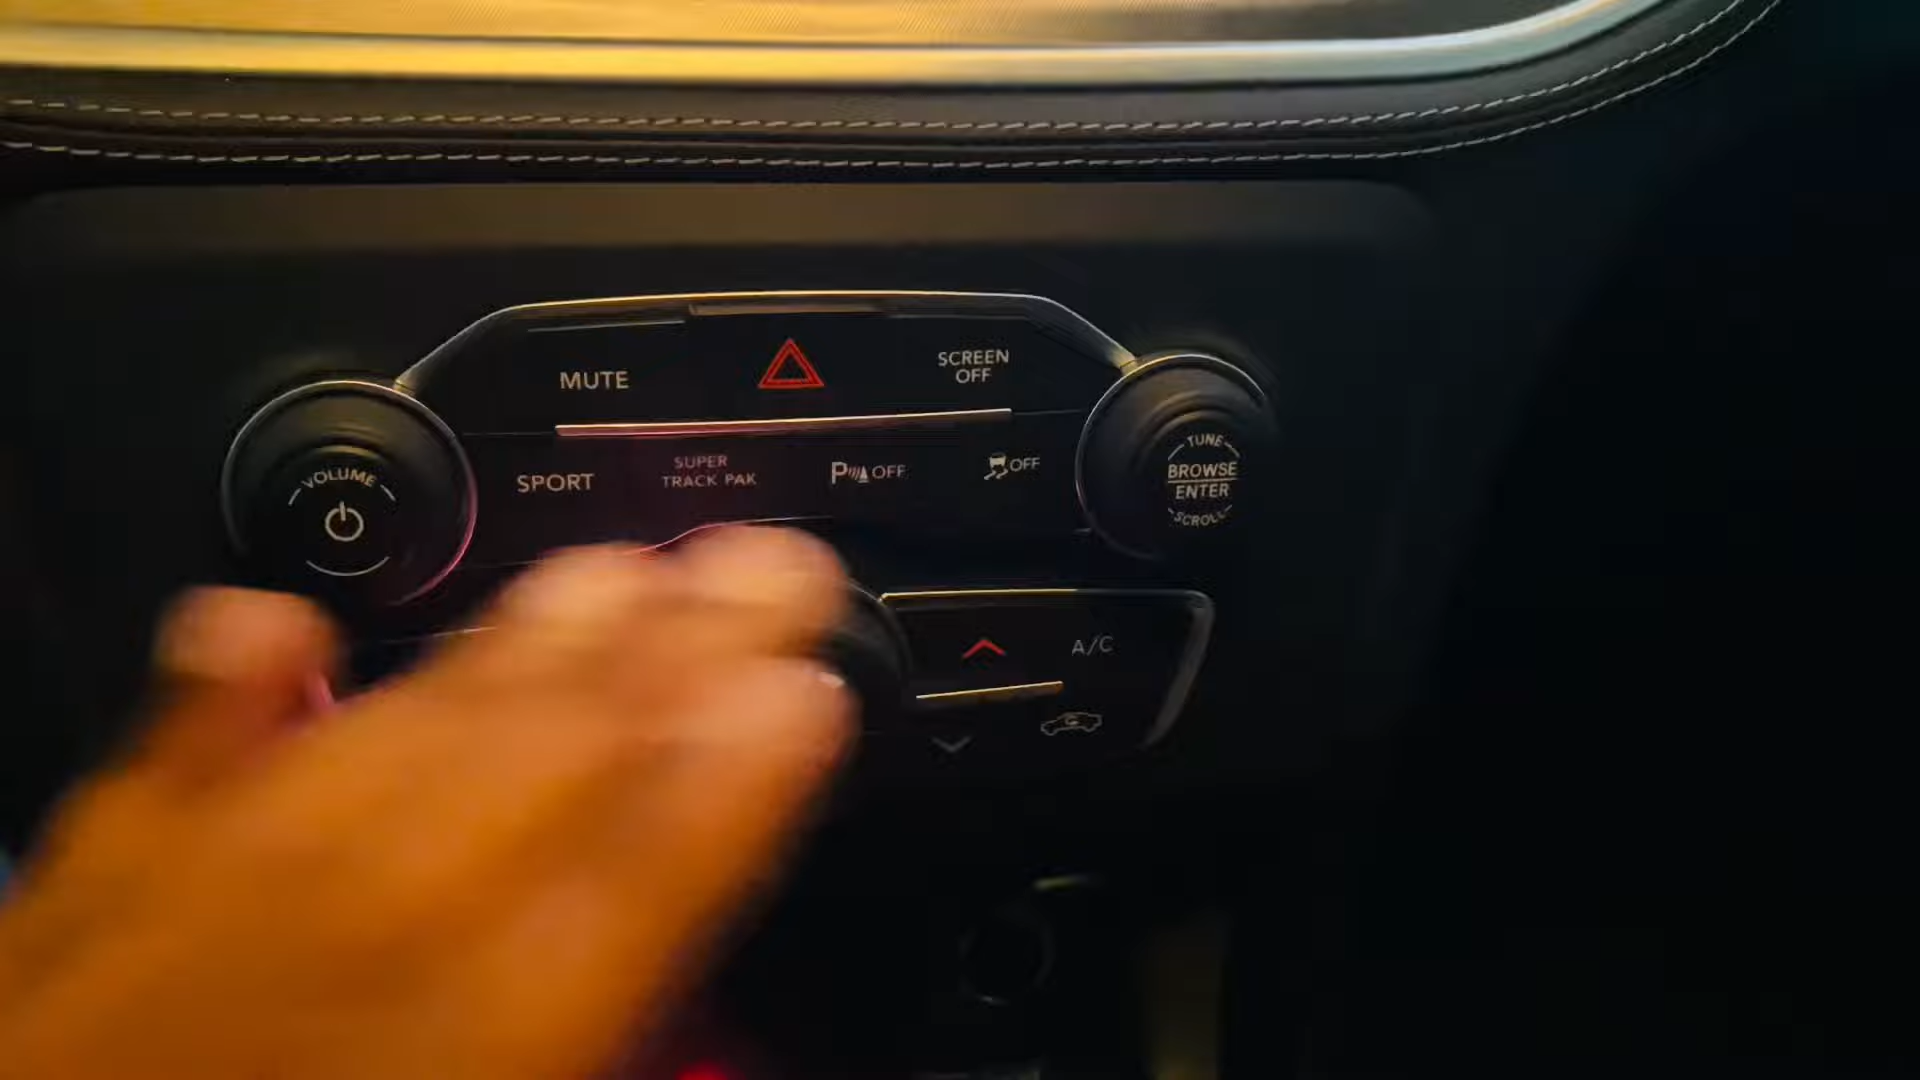 MUTE
SCREEN
OFF
VOLUME
SPORT
SUPER
TRACK PAK
P OFF
OFF
TUNE
BROWSE
ENTER
SCROLL
A/C